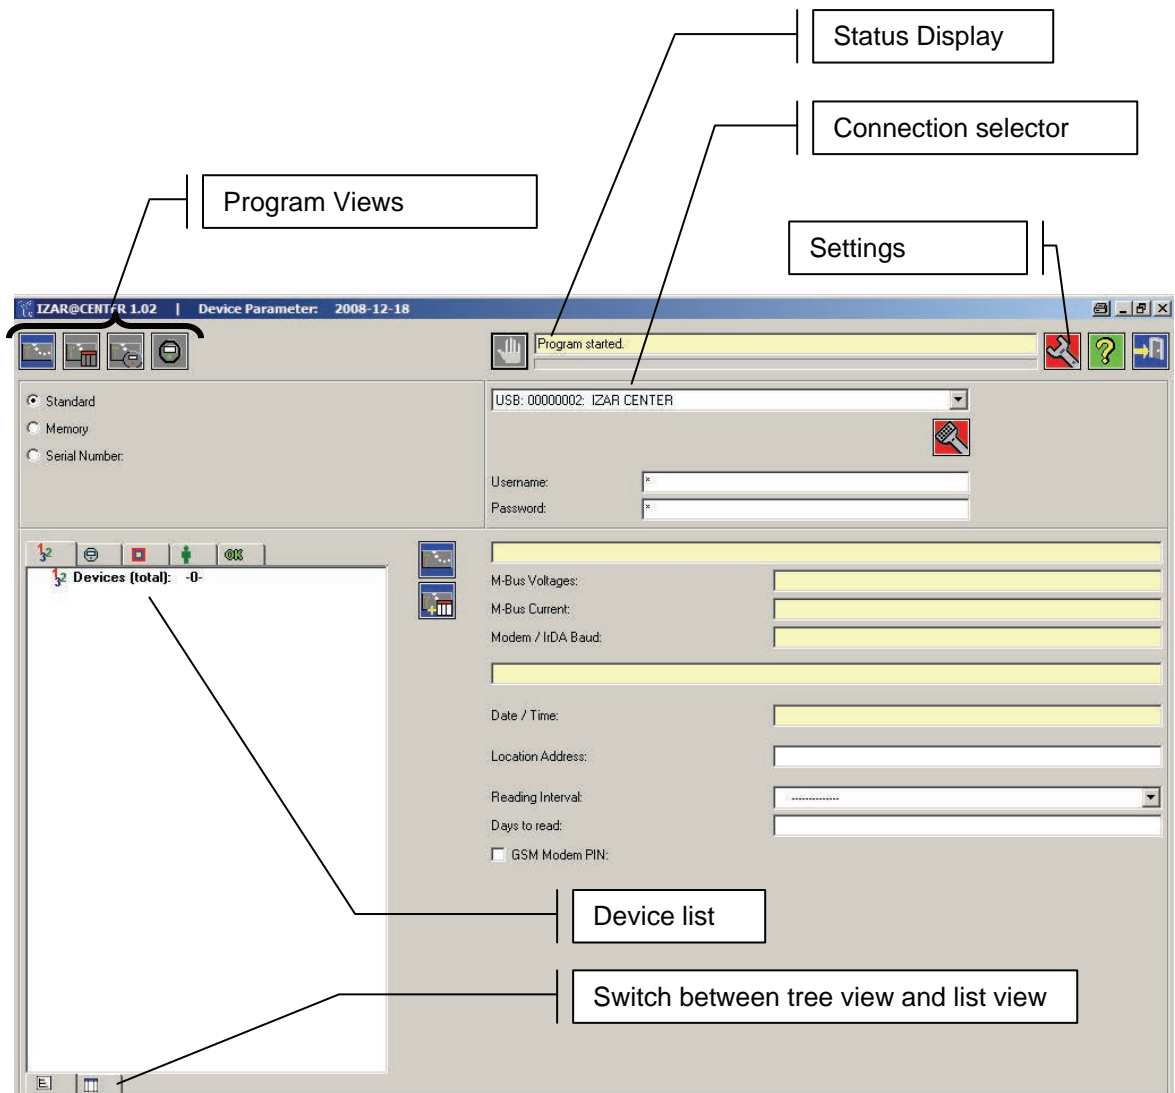 Status Display
Connection selector
Program Views
Settings
IZAR@CENTER 1.02 | Device Parameter: 2008-12-18
Program started.
Standard
Memory
Serial Number:
USB: 00000002: IZAR CENTER
Username: *
Password: *
OK
Devices (total): -0-
M-Bus Voltages:
M-Bus Current:
Modem / IrDA Baud:
Date / Time:
Location Address:
Reading Interval: -------------
Days to read:
GSM Modem PIN:
Device list
Switch between tree view and list view